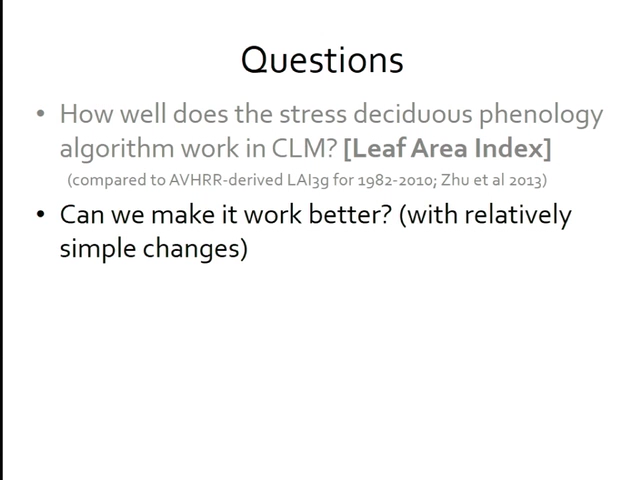 Questions
• How well does the stress deciduous phenology
algorithm work in CLM? [Leaf Area Index]
(compared to AVHRR-derived LAI3g for 1982-2010; Zhu et al 2013)
• Can we make it work better? (with relatively
simple changes)